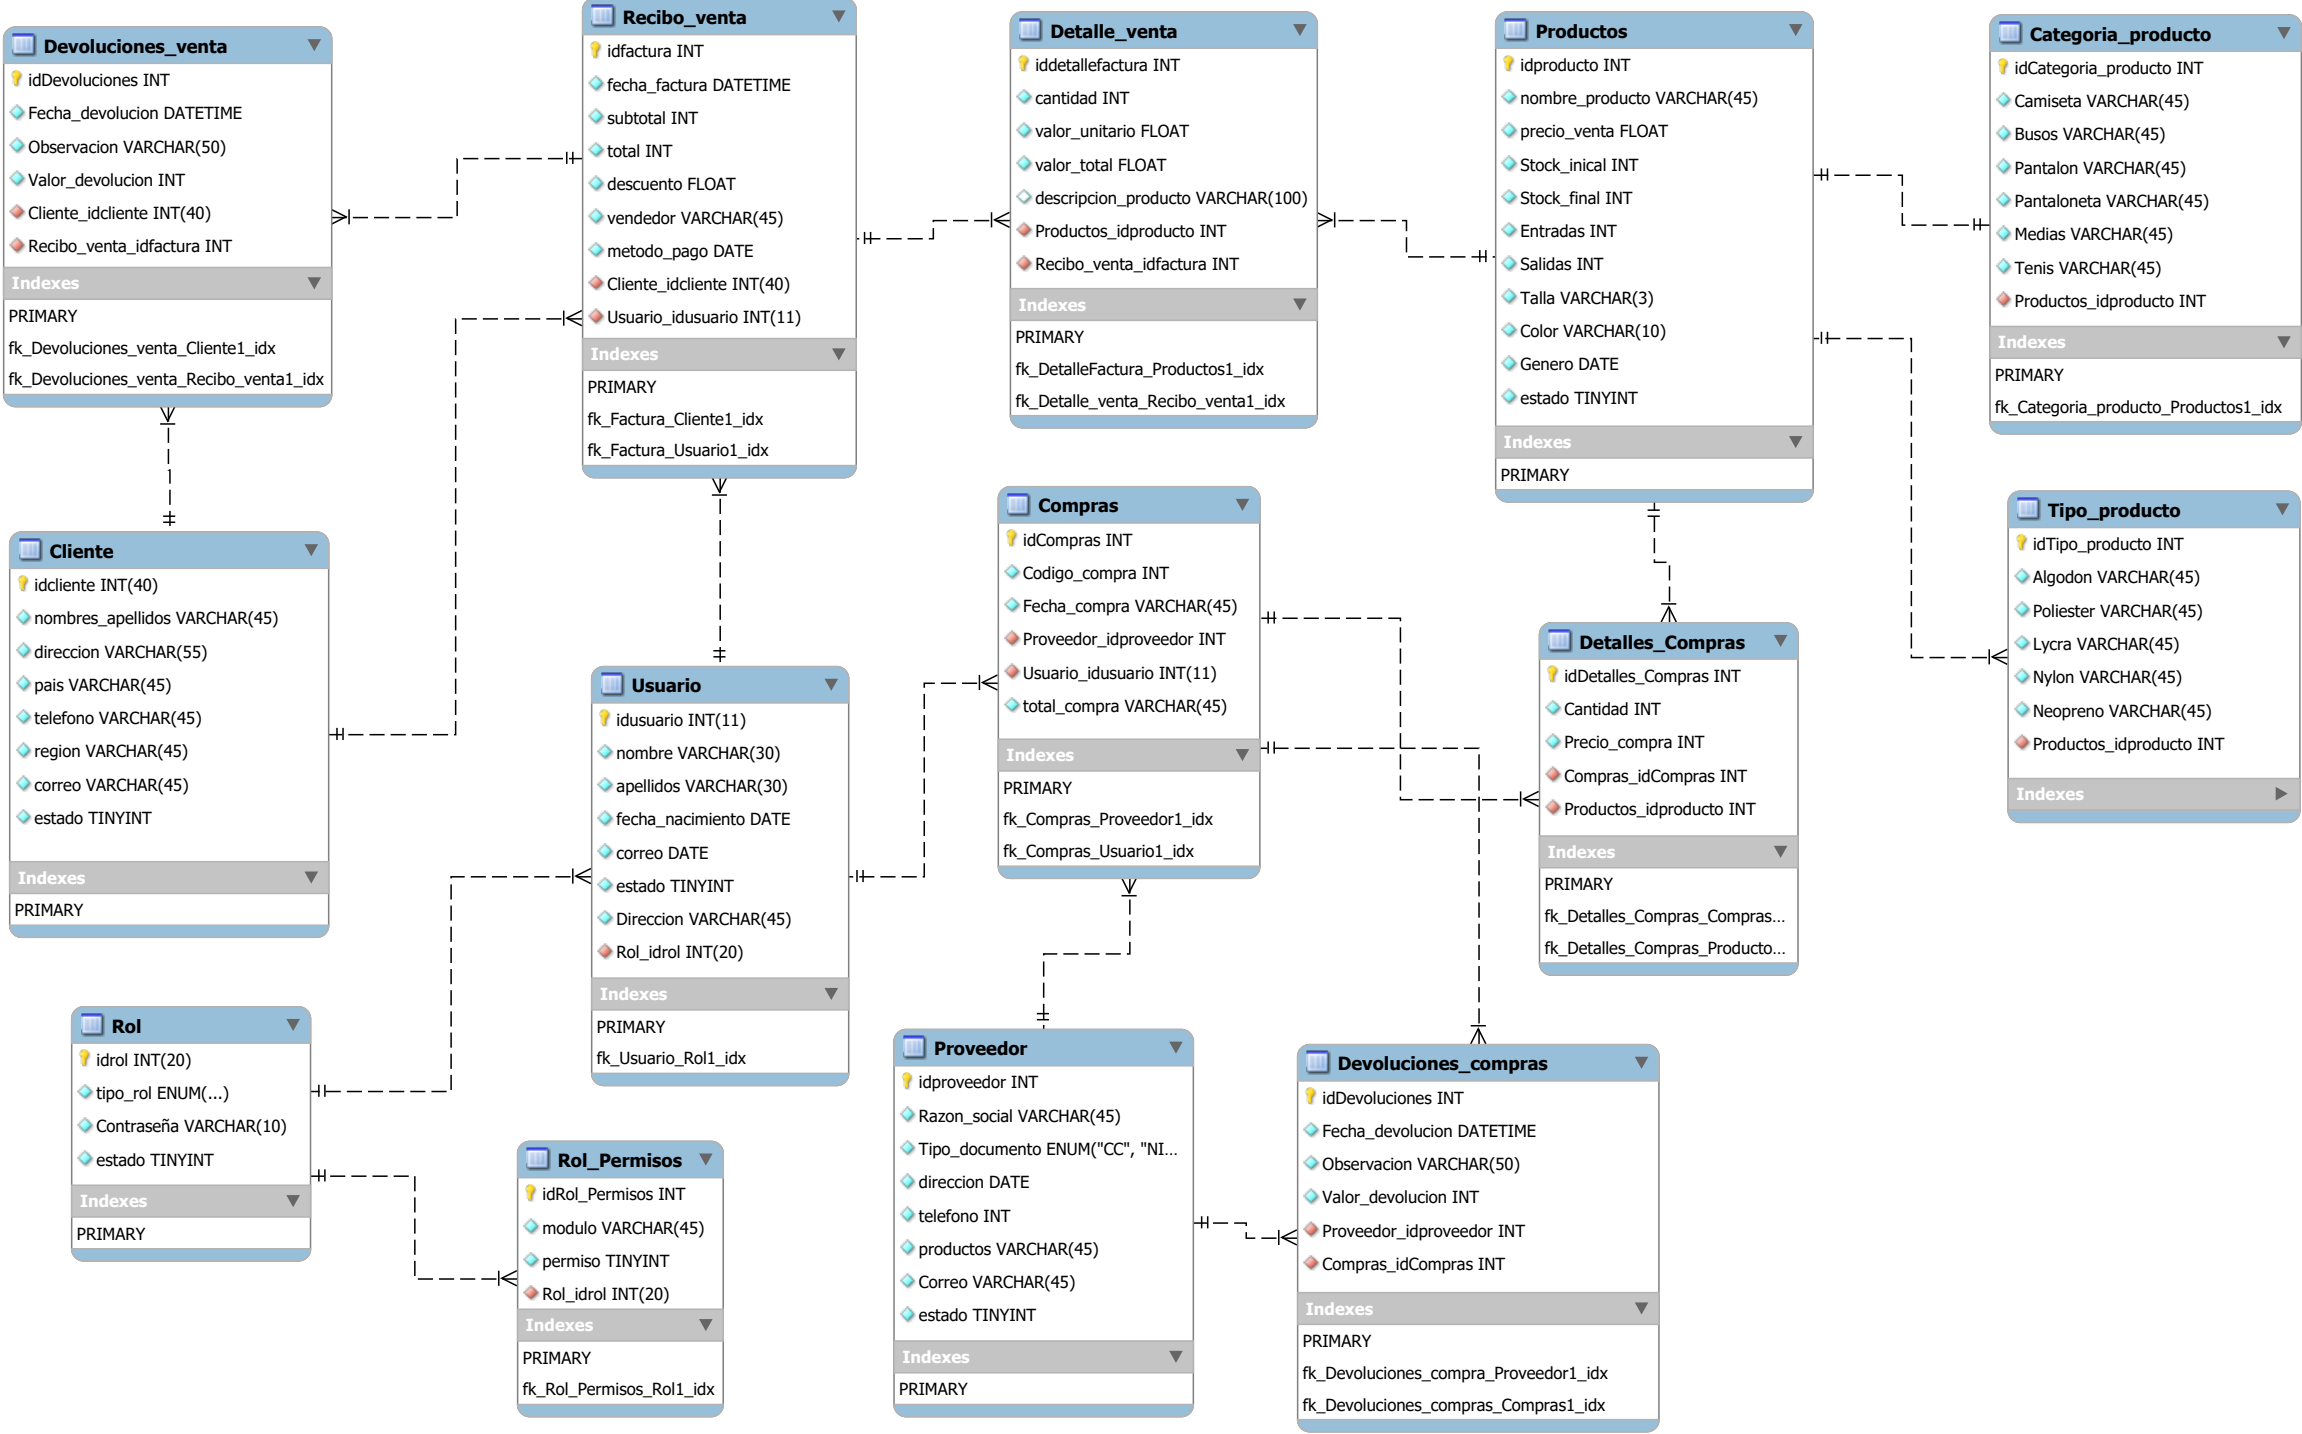 Devoluciones_venta
idDevoluciones INT
Fecha_devolucion DATETIME
Observacion VARCHAR(50)
Valor_devolucion INT
Cliente_idcliente INT(40)
Recibo_venta_idfactura INT
Indexes
PRIMARY
fk_Devoluciones_venta_Cliente1_idx
fk_Devoluciones_venta_Recibo_venta1_idx
Recibo_venta
idfactura INT
fecha_factura DATETIME
subtotal INT
total INT
descuento FLOAT
vendedor VARCHAR(45)
metodo_pago DATE
Cliente_idcliente INT(40)
Usuario_idusuario INT(11)
Indexes
PRIMARY
fk_Factura_Cliente1_idx
fk_Factura_Usuario1_idx
Detalle_venta
iddetallefactura INT
cantidad INT
valor_unitario FLOAT
valor_total FLOAT
descripcion_producto VARCHAR(100)
Productos_idproducto INT
Recibo_venta_idfactura INT
Indexes
PRIMARY
fk_DetalleFactura_Productos1_idx
fk_Detalle_venta_Recibo_venta1_idx
Productos
idproducto INT
nombre_producto VARCHAR(45)
precio_venta FLOAT
Stock_inical INT
Stock_final INT
Entradas INT
Salidas INT
Talla VARCHAR(3)
Color VARCHAR(10)
Genero DATE
estado TINYINT
Indexes
PRIMARY
Categoria_producto
idCategoria_producto INT
Camiseta VARCHAR(45)
Busos VARCHAR(45)
Pantalon VARCHAR(45)
Pantaloneta VARCHAR(45)
Medias VARCHAR(45)
Tenis VARCHAR(45)
Productos_idproducto INT
Indexes
PRIMARY
fk_Categoria_producto_Productos1_idx
Cliente
idcliente INT(40)
nombres_apellidos VARCHAR(45)
direccion VARCHAR(55)
pais VARCHAR(45)
telefono VARCHAR(45)
region VARCHAR(45)
correo VARCHAR(45)
estado TINYINT
Indexes
PRIMARY
Usuario
idusuario INT(11)
nombre VARCHAR(30)
apellidos VARCHAR(30)
fecha_nacimiento DATE
correo DATE
estado TINYINT
Direccion VARCHAR(45)
Rol_idrol INT(20)
Indexes
PRIMARY
fk_Usuario_Rol1_idx
Compras
idCompras INT
Codigo_compra INT
Fecha_compra VARCHAR(45)
Proveedor_idproveedor INT
Usuario_idusuario INT(11)
total_compra VARCHAR(45)
Indexes
PRIMARY
fk_Compras_Proveedor1_idx
fk_Compras_Usuario1_idx
Detalles_Compras
idDetalles_Compras INT
Cantidad INT
Precio_compra INT
Compras_idCompras INT
Productos_idproducto INT
Indexes
PRIMARY
fk_Detalles_Compras_Compras...
fk_Detalles_Compras_Producto...
Tipo_producto
idTipo_producto INT
Algodon VARCHAR(45)
Poliester VARCHAR(45)
Lycra VARCHAR(45)
Nylon VARCHAR(45)
Neopreno VARCHAR(45)
Productos_idproducto INT
Indexes
Rol
idrol INT(20)
tipo_rol ENUM(...)
Contraseña VARCHAR(10)
estado TINYINT
Indexes
PRIMARY
Rol_Permisos
idRol_Permisos INT
modulo VARCHAR(45)
permiso TINYINT
Rol_idrol INT(20)
Indexes
PRIMARY
fk_Rol_Permisos_Rol1_idx
Proveedor
idproveedor INT
Razon_social VARCHAR(45)
Tipo_documento ENUM("CC", "NI...
direccion DATE
telefono INT
productos VARCHAR(45)
Correo VARCHAR(45)
estado TINYINT
Indexes
PRIMARY
Devoluciones_compras
idDevoluciones INT
Fecha_devolucion DATETIME
Observacion VARCHAR(50)
Valor_devolucion INT
Proveedor_idproveedor INT
Compras_idCompras INT
Indexes
PRIMARY
fk_Devoluciones_compra_Proveedor1_idx
fk_Devoluciones_compras_Compras1_idx